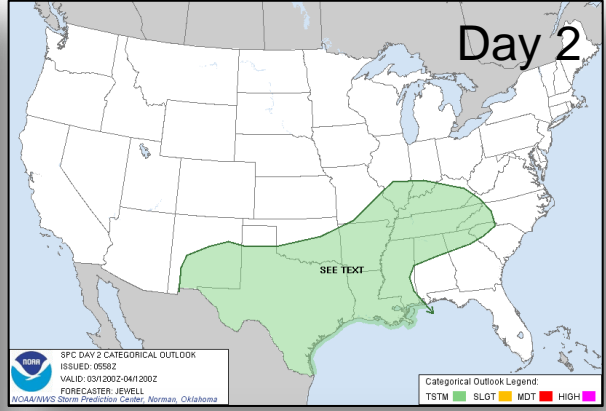 Day 2
SEE TEXT
NOAA
SPC DAY 2 CATEGORICAL OUTLOOK
ISSUED: 0558Z
VALID: 03/1200Z-04/1200Z
FORECASTER: JEWELL
NOAA/NWS Storm Prediction Center, Norman, Oklahoma
Categorical Outlook Legend:
TSTM SLGT MDT HIGH